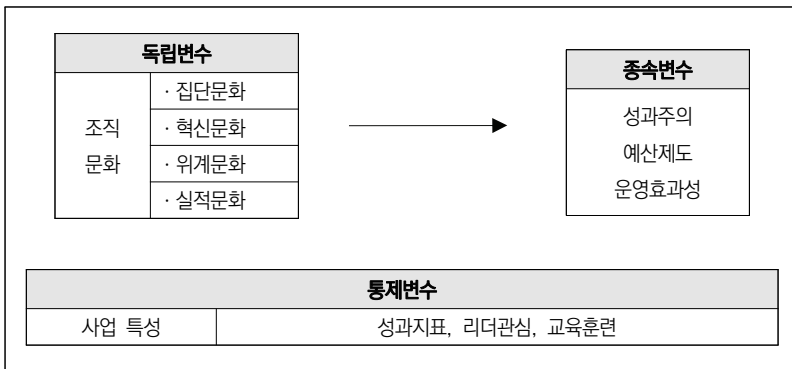 독립변수
조직
문화
· 집단문화
· 혁신문화
· 위계문화
· 실적문화
종속변수
성과주의
예산제도
운영효과성
통제변수
사업 특성
성과지표, 리더관심, 교육훈련